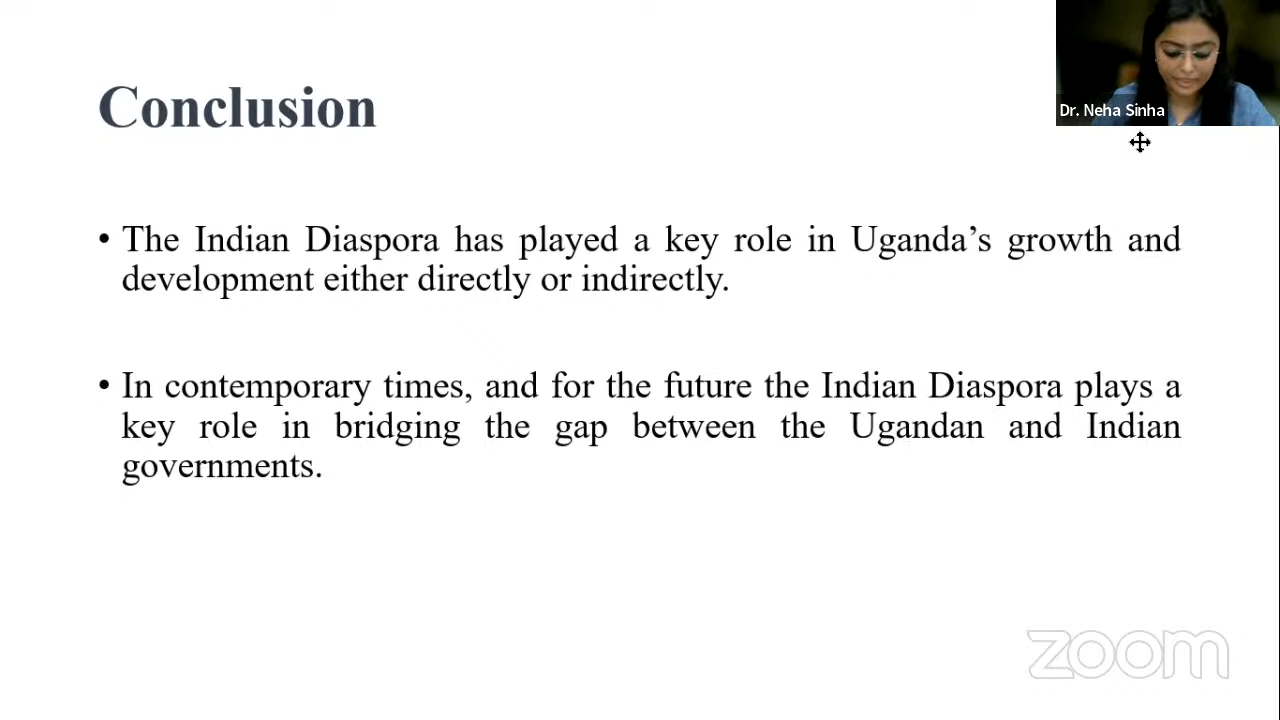 Dr. Neha Sinha
Conclusion
• The Indian Diaspora has played a key role in Uganda’s growth and
development either directly or indirectly.
• In contemporary times, and for the future the Indian Diaspora plays a
key role in bridging the gap between the Ugandan and Indian
governments.
zoom